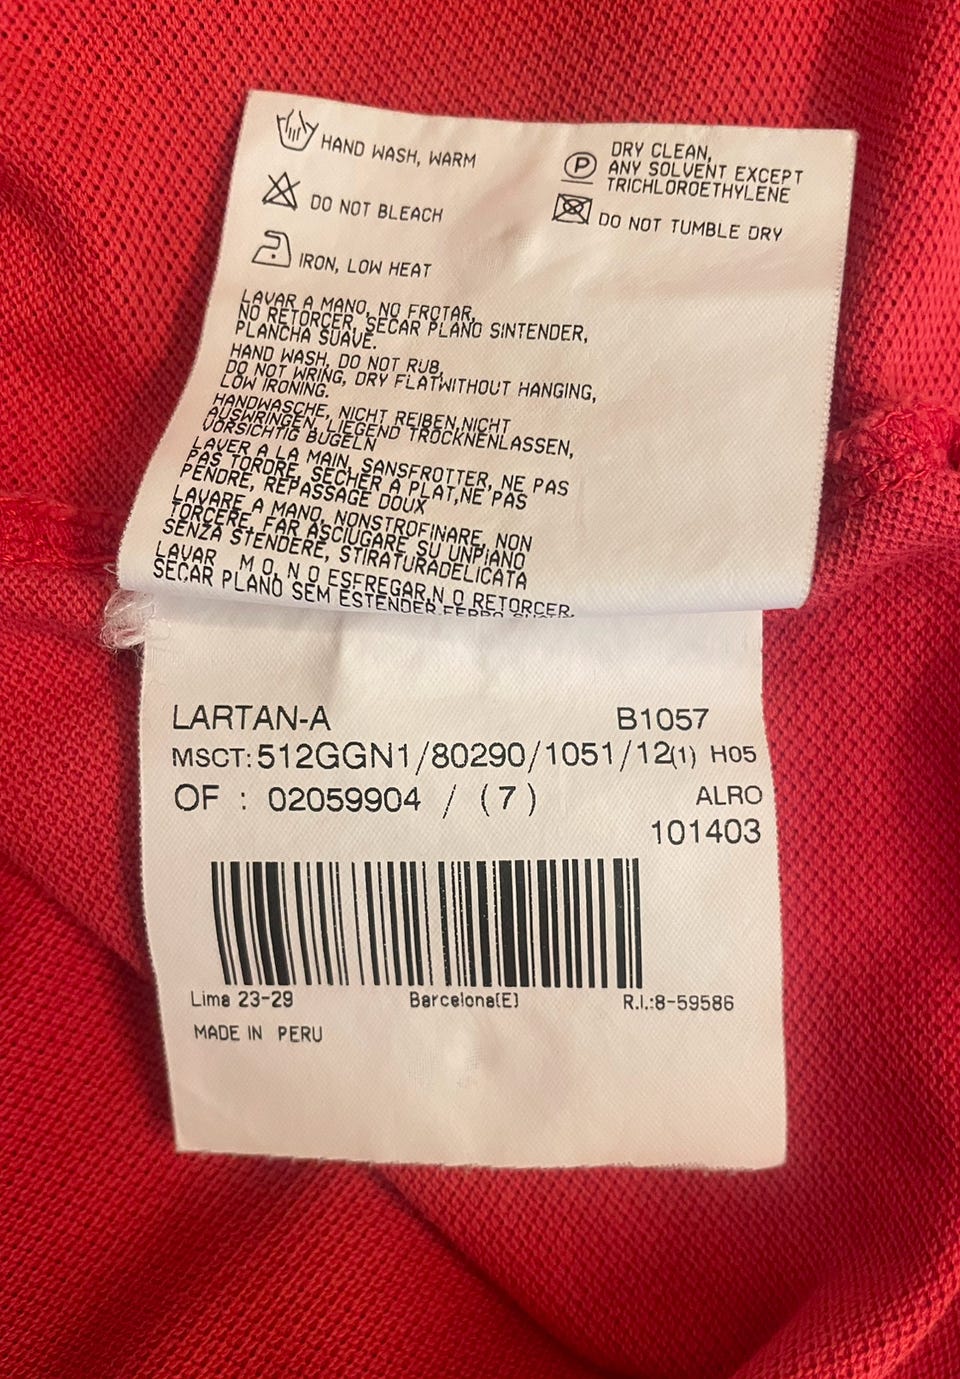 HAND WASH, WARM
DO NOT BLEACH
IRON, LOW HEAT
P
DRY CLEAN,
ANY SOLVENT EXCEPT
TRICHLOROETHYLENE
DO NOT TUMBLE DRY
LAVAR A MANO, NO FROTAR,
NO RETORCER, SECAR PLANO SINTENDER,
PLANCHA SUAVE.
HAND WASH, DO NOT RUB,
DO NOT WRING, DRY FLATWITHOUT HANGING,
LOW IRONING.
HANDWASCHE, NICHT REIBEN,NICHT
AUSWRINGEN, LIEGEND TROCKNENLASSEN,
VORSICHTIG BUGELN
LAVER A LA MAIN, SANSFROTTER, NE PAS
PAS TORDRE, SECHER A PLAT,NE PAS
PENDRE, REPASSAGE DOUX
LAVARE A MANO, NONSTROFINARE, NON
TORCERE, FAR ASCIUGARE SU UNPIANO
SENZA STENDERE, STIRATURADELICATA
LAVAR M O, N O ESFREGAR,N O RETORCER.
SECAR PLANO SEM ESTENDER,FERRO
LARTAN-A B1057
MSCT:512GGN1/80290/1051/12(1) H05
OF : 02059904 / (7) ALRO
101403
Lima 23-29 Barcelona(E) R.I.:8-59586
MADE IN PERU